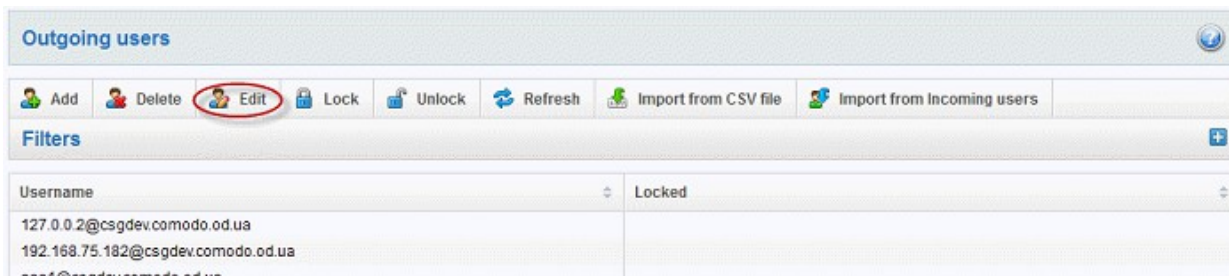 Outgoing users
Add Delete Edit Lock Unlock Refresh Import from CSV file Import from Incoming users
Filters
Username Locked
127.0.0.2@csgdev.comodo.od.ua
192.168.75.182@csgdev.comodo.od.ua